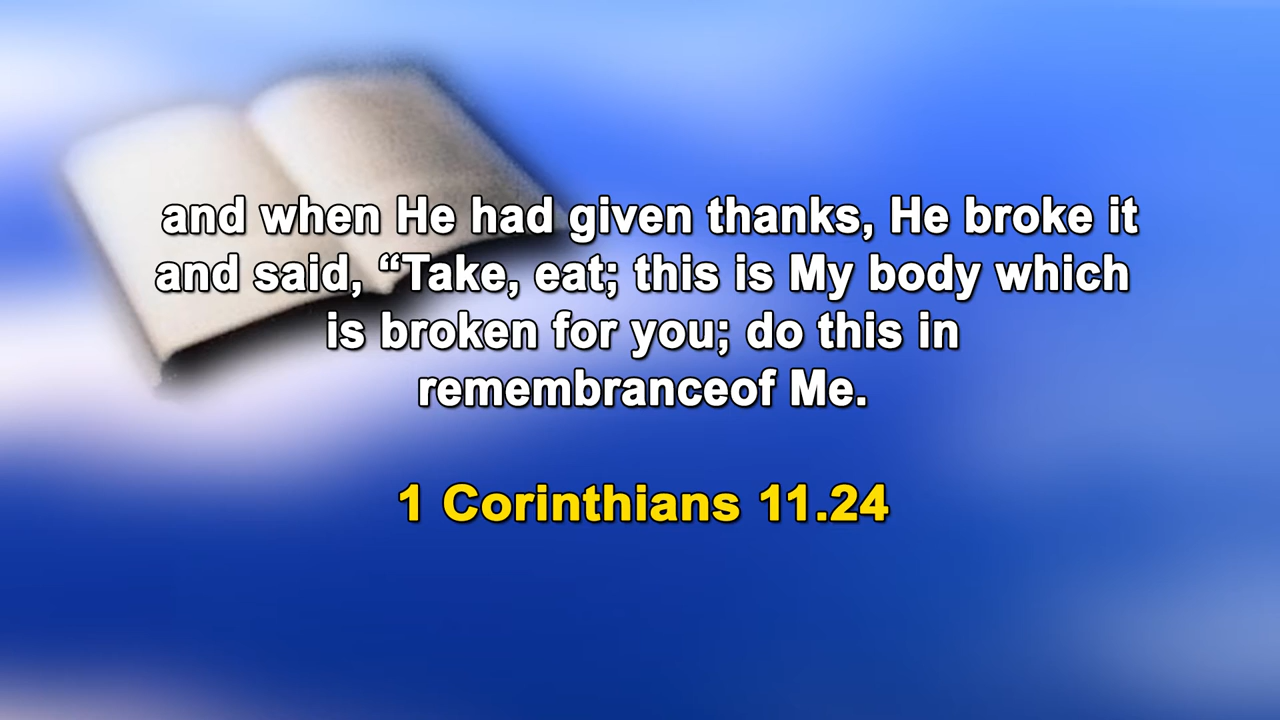 and when He had given thanks, He broke it
and said, “Take, eat; this is My body which
is broken for you; do this in
remembranceof Me.
1 Corinthians 11.24